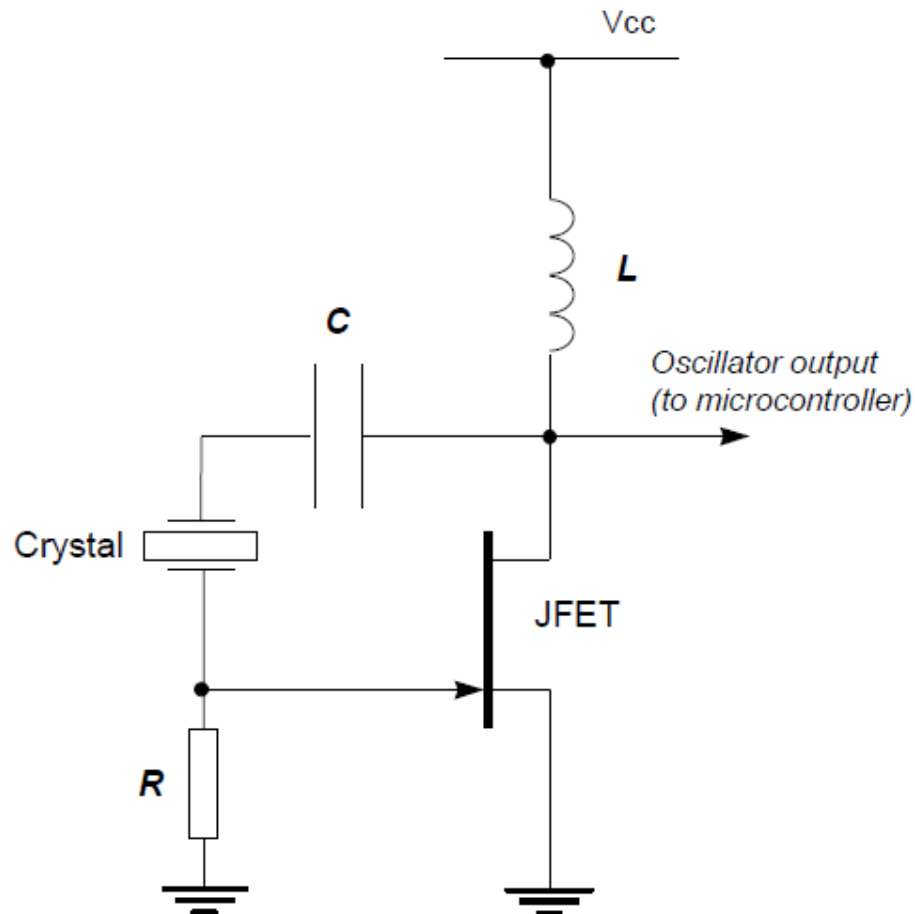 Vcc
L
C
Oscillator output
(to microcontroller)
Crystal
JFET
R